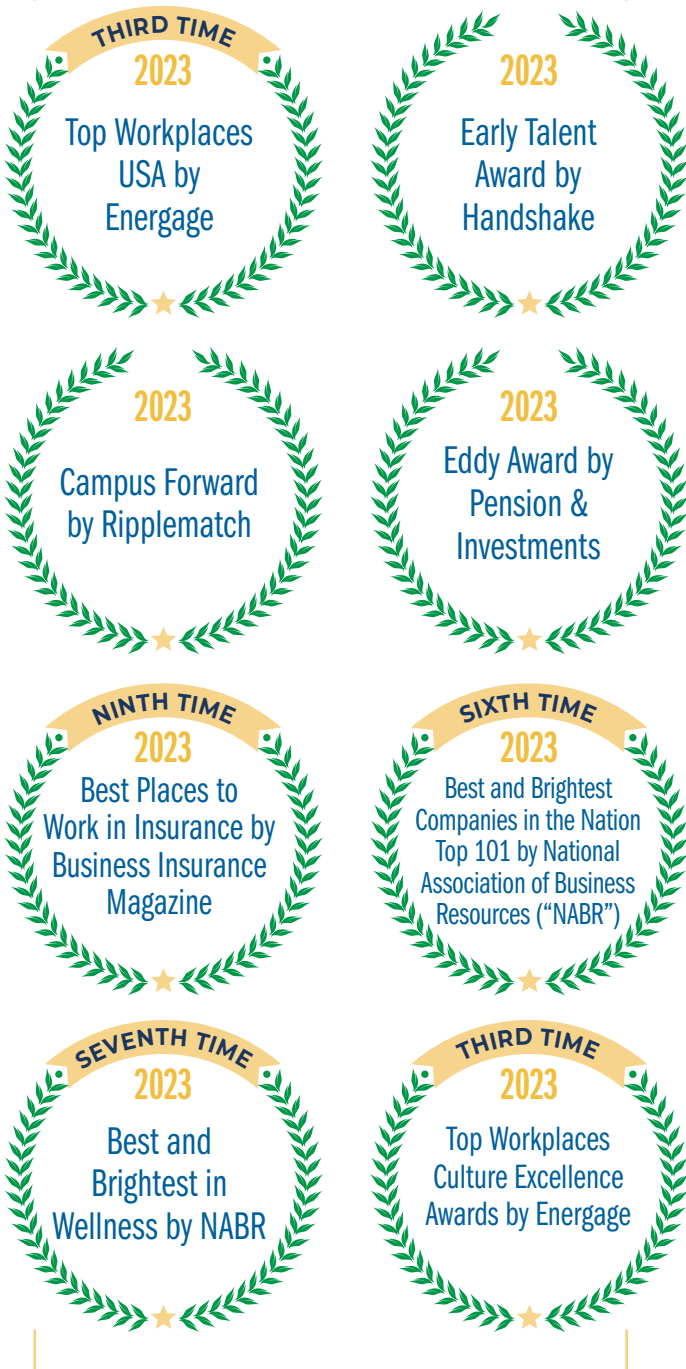 THIRD TIME
2023
Top Workplaces
USA by
Energage
2023
Early Talent
Award by
Handshake
2023
Campus Forward
by Ripplematch
2023
Eddy Award by
Pension &
Investments
NINTH TIME
2023
Best Places to
Work in Insurance by
Business Insurance
Magazine
SIXTH TIME
2023
Best and Brightest
Companies in the Nation
Top 101 by National
Association of Business
Resources (“NABR”)
SEVENTH TIME
2023
Best and
Brightest in
Wellness by NABR
THIRD TIME
2023
Top Workplaces
Culture Excellence
Awards by Energage